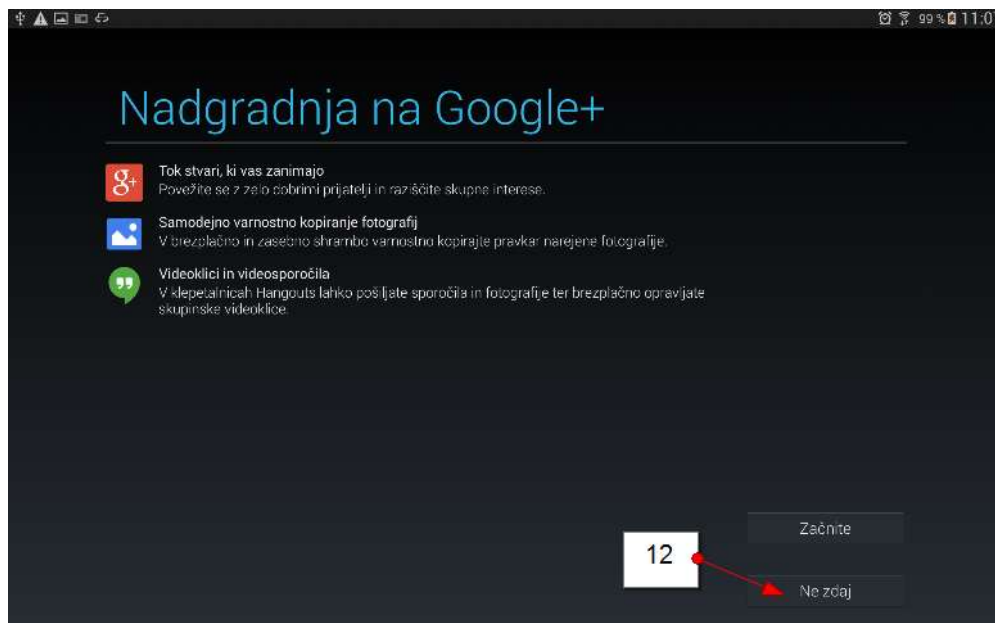 99 % 11:0
Nadgradnja na Google+
Tok stvari, ki vas zanimajo
Povežite se z zelo dobrimi prijatelji in raziščite skupne interese.
Samodejno varnostno kopiranje fotografij
V brezplačno in zasebno shrambo varnostno kopirajte pravkar narejene fotografije.
Videoklici in videosporočila
V klepetalnicah Hangouts lahko pošiljate sporočila in fotografije ter brezplačno opravljate
skupinske videoklice.
Začnite
12
Ne zdaj